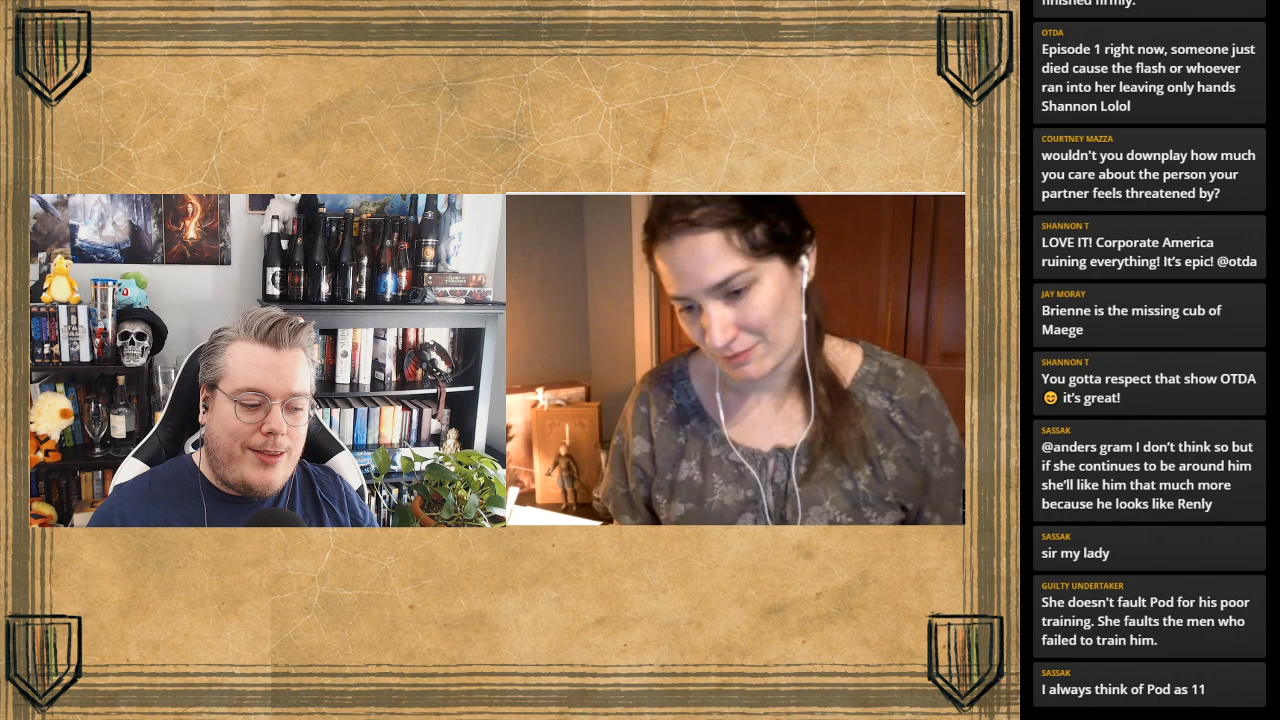 finished firmly.
OTDA
Episode 1 right now, someone just
died cause the flash or whoever
ran into her leaving only hands
Shannon Lolol
COURTNEY MAZZA
wouldn't you downplay how much
you care about the person your
partner feels threatened by?
SHANNON T
LOVE IT! Corporate America
ruining everything! It's epic! @otda
JAY MORAY
Brienne is the missing cub of
Maege
SHANNON T
You gotta respect that show OTDA
😊 it's great!
SASSAK
@anders gram I don't think so but
if she continues to be around him
she'll like him that much more
because he looks like Renly
SASSAK
sir my lady
GUILTY UNDERTAKER
She doesn't fault Pod for his poor
training. She faults the men who
failed to train him.
SASSAK
I always think of Pod as 11